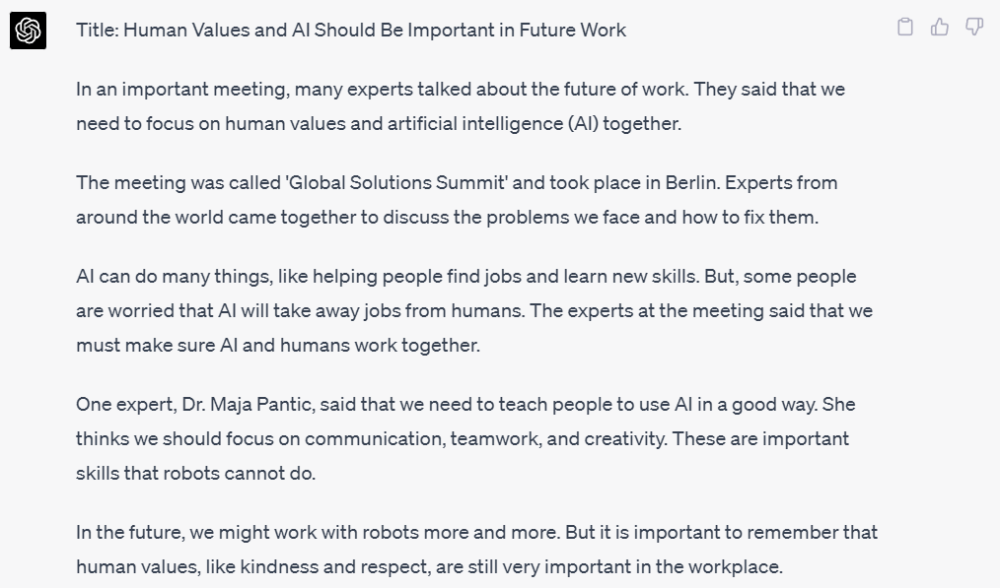 Title: Human Values and AI Should Be Important in Future Work
In an important meeting, many experts talked about the future of work. They said that we
need to focus on human values and artificial intelligence (AI) together.
The meeting was called 'Global Solutions Summit' and took place in Berlin. Experts from
around the world came together to discuss the problems we face and how to fix them.
AI can do many things, like helping people find jobs and learn new skills. But, some people
are worried that AI will take away jobs from humans. The experts at the meeting said that we
must make sure AI and humans work together.
One expert, Dr. Maja Pantic, said that we need to teach people to use AI in a good way. She
thinks we should focus on communication, teamwork, and creativity. These are important
skills that robots cannot do.
In the future, we might work with robots more and more. But it is important to remember that
human values, like kindness and respect, are still very important in the workplace.